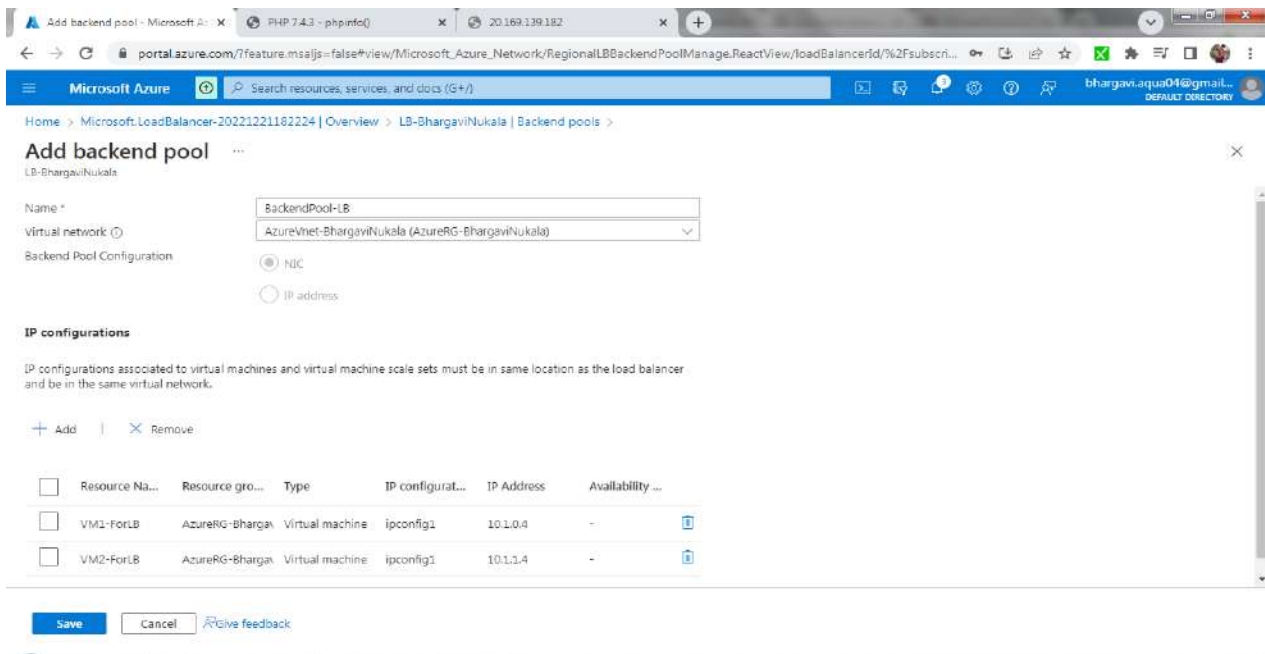 Add backend pool - Microsoft A: X PHP 7.4.3 - phpinfo() × 20.169.139.182 × +
portal.azure.com/?feature.msaljs=false#view/Microsoft_Azure_Network/RegionalLBBackendPoolManage.ReactView/loadBalancerId/%2Fsubscri...
Microsoft Azure Search resources, services, and docs (G+/) 3 bhargavi.aqua04@gmail...
DEFAULT DIRECTORY
Home > Microsoft.LoadBalancer-20221221182224 | Overview > LB-BhargaviNukala | Backend pools >
Add backend pool ...
LB-BhargaviNukala
Name * BackendPool-LB
Virtual network AzureVnet-BhargaviNukala (AzureRG-BhargaviNukala)
Backend Pool Configuration NIC
IP address
IP configurations
IP configurations associated to virtual machines and virtual machine scale sets must be in same location as the load balancer
and be in the same virtual network.
+ Add | × Remove
Resource Na... Resource gro... Type IP configurat... IP Address Availability ...
VM1-ForLB AzureRG-Bhargav Virtual machine ipconfig1 10.1.0.4 -
VM2-ForLB AzureRG-Bhargav Virtual machine ipconfig1 10.1.1.4 -
Save Cancel Give feedback